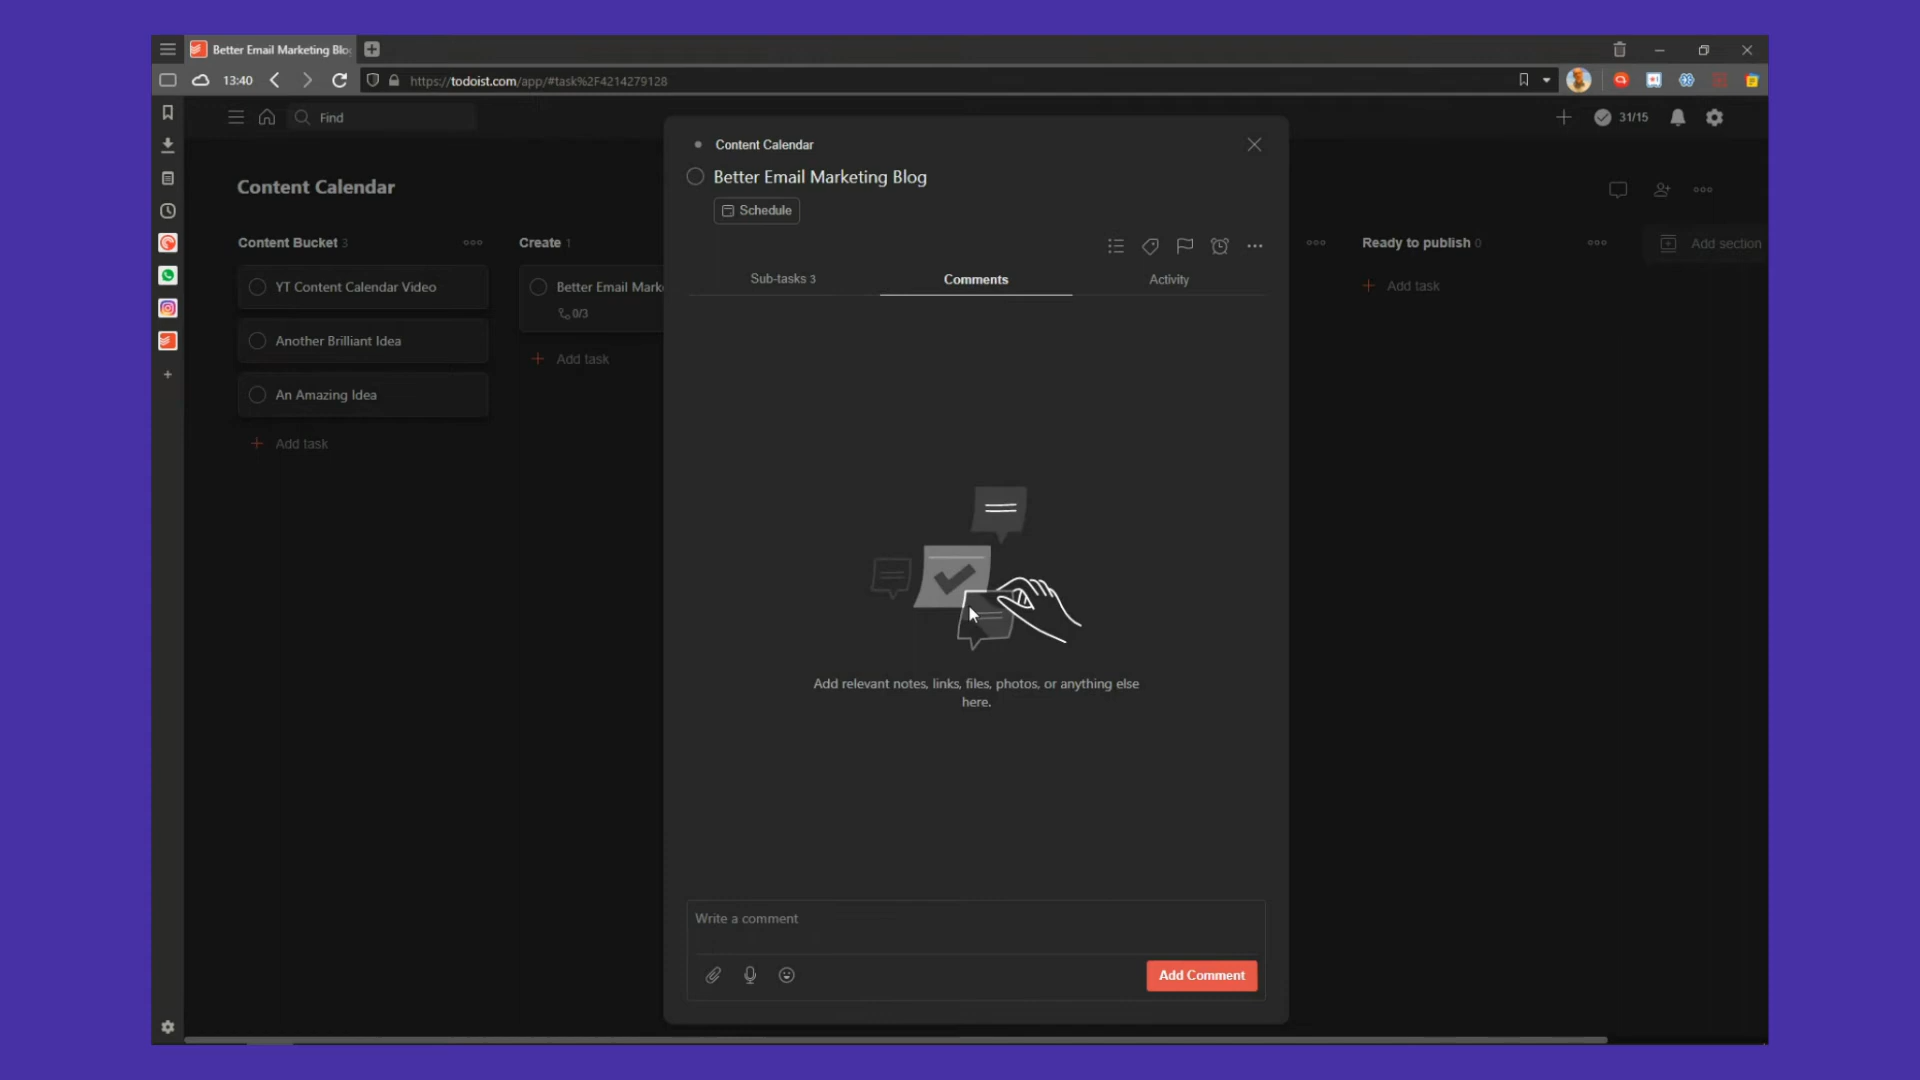 Better Email Marketing Blo
13:40
https://todoist.com/app/#task%2F4214279128
Find
31/15
Content Calendar
Content Bucket 3
YT Content Calendar Video
Another Brilliant Idea
An Amazing Idea
Add task
Create 1
Better Email Mark
0/3
Add task
Content Calendar
Better Email Marketing Blog
Schedule
Sub-tasks 3
Comments
Activity
Add relevant notes, links, files, photos, or anything else
here.
Write a comment
Add Comment
Ready to publish 0
Add task
Add section